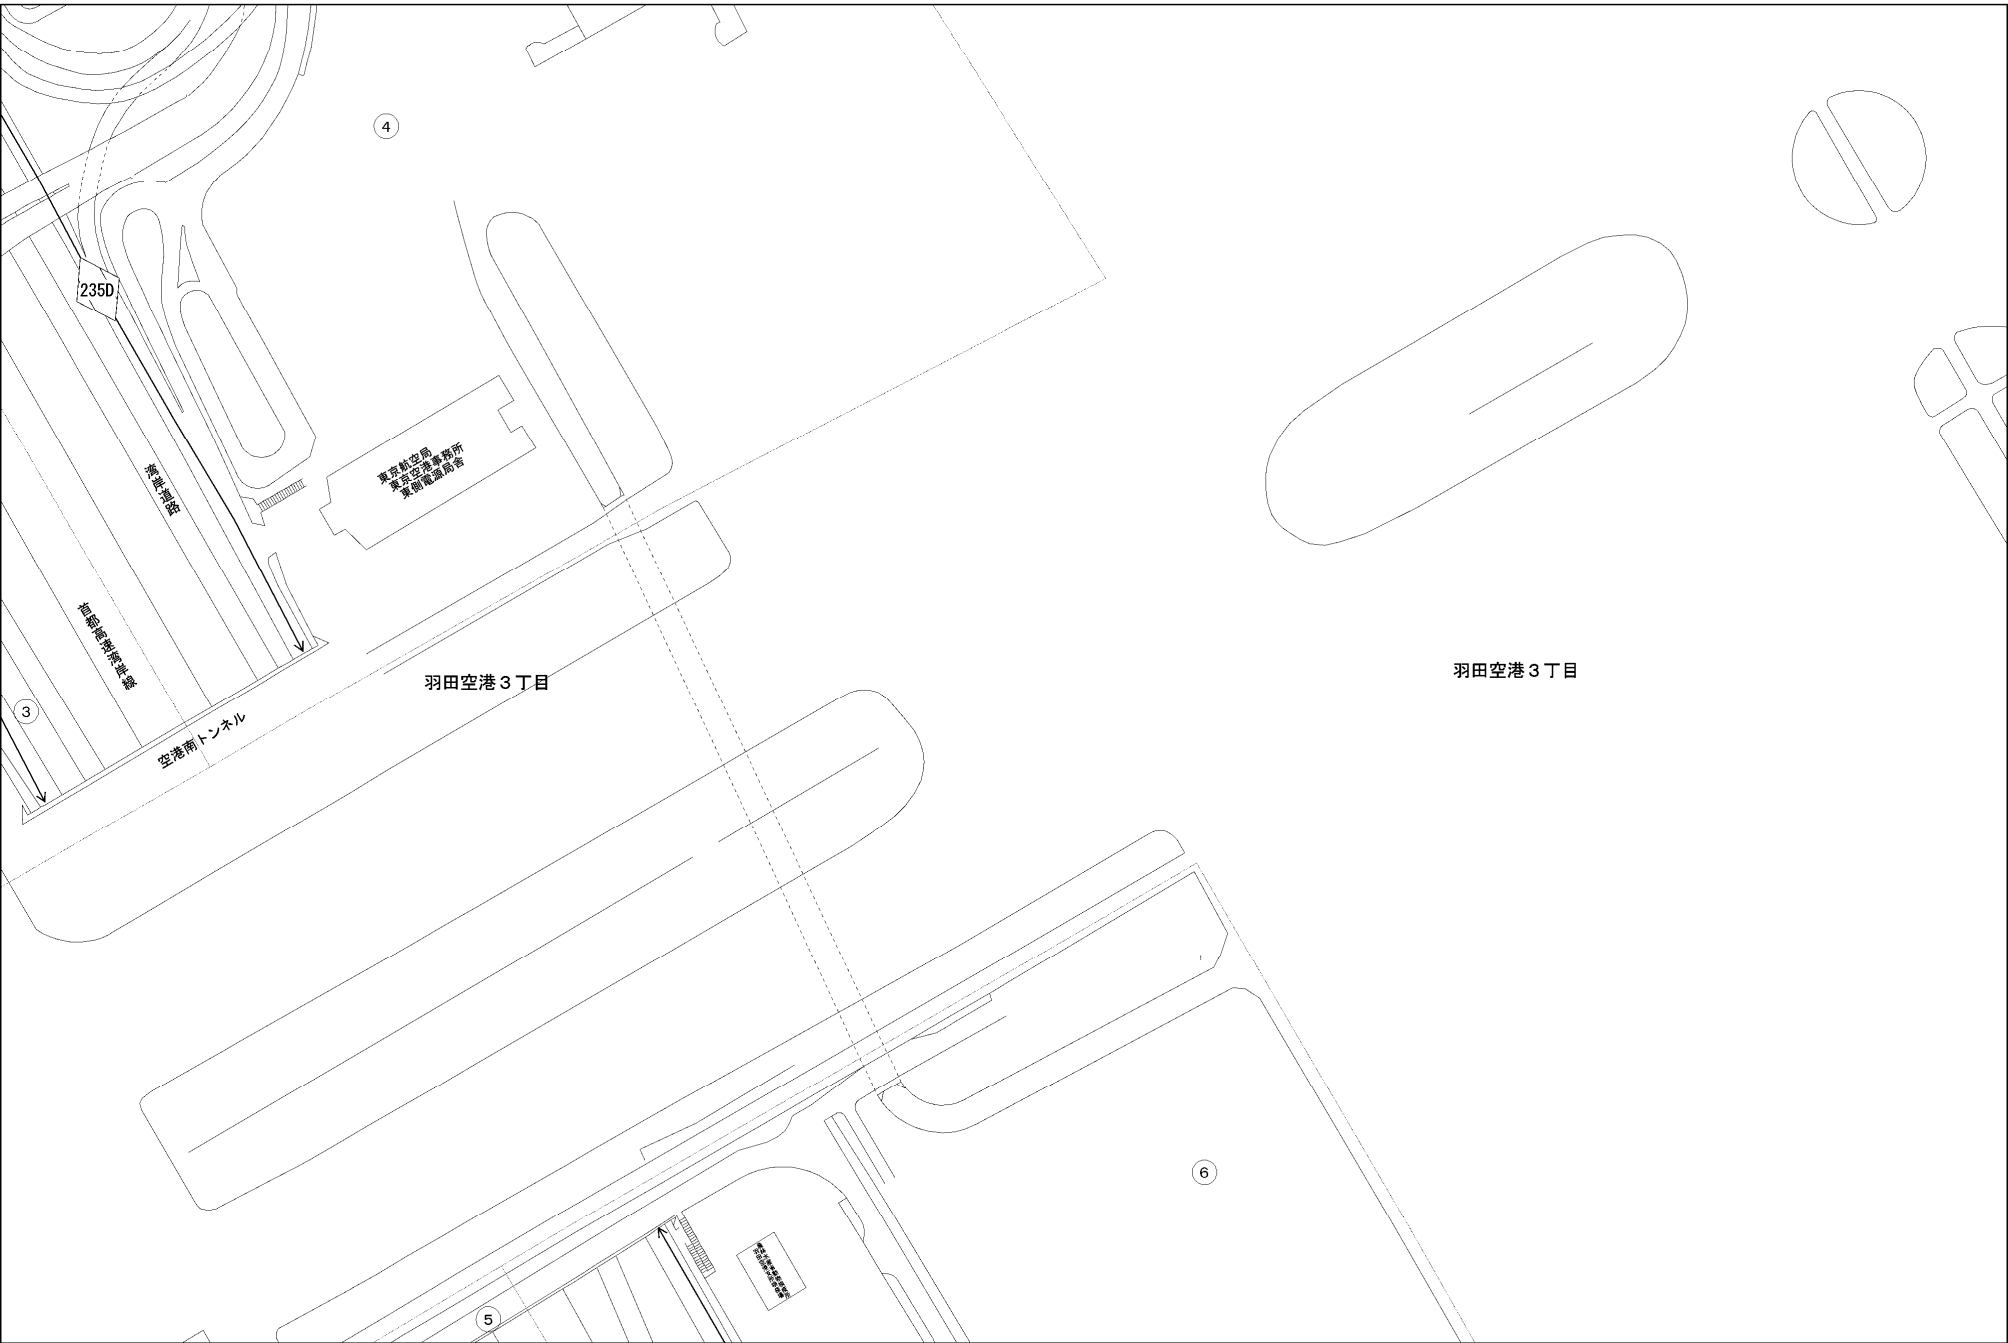 ④
235D
東京航空局
東京空港事務所
東側電源局舎
湾岸道路
首都高速湾岸線
羽田空港３丁目
羽田空港３丁目
③
空港南トンネル
⑥
⑤